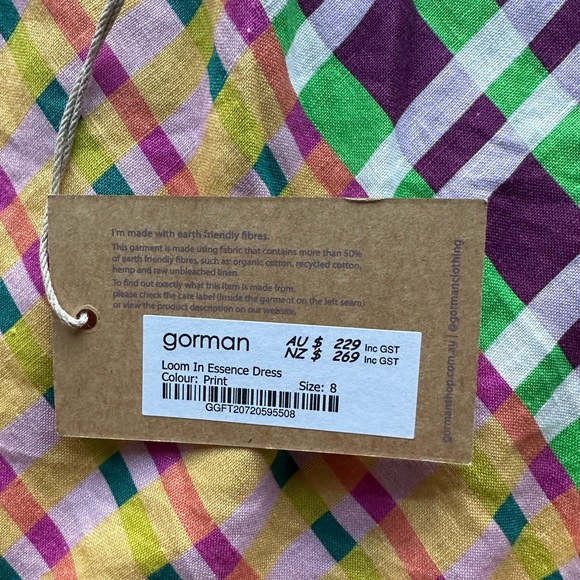 I'm made with earth friendly fibres.
This garment is made using fabric that contains more than 50%
of earth friendly fibres, such as: organic cotton, recycled cotton,
hemp and raw unbleached linen.
To find out exactly what this item is made from,
please check the care label (inside the garment on the left seam)
or view the product description on our website.
gorman
AU $ 229 Inc GST
NZ $ 269 Inc GST
Loom In Essence Dress
Colour: Print Size: 8
GGFT20720595508
gormanshop.com.au | @gormanclothing